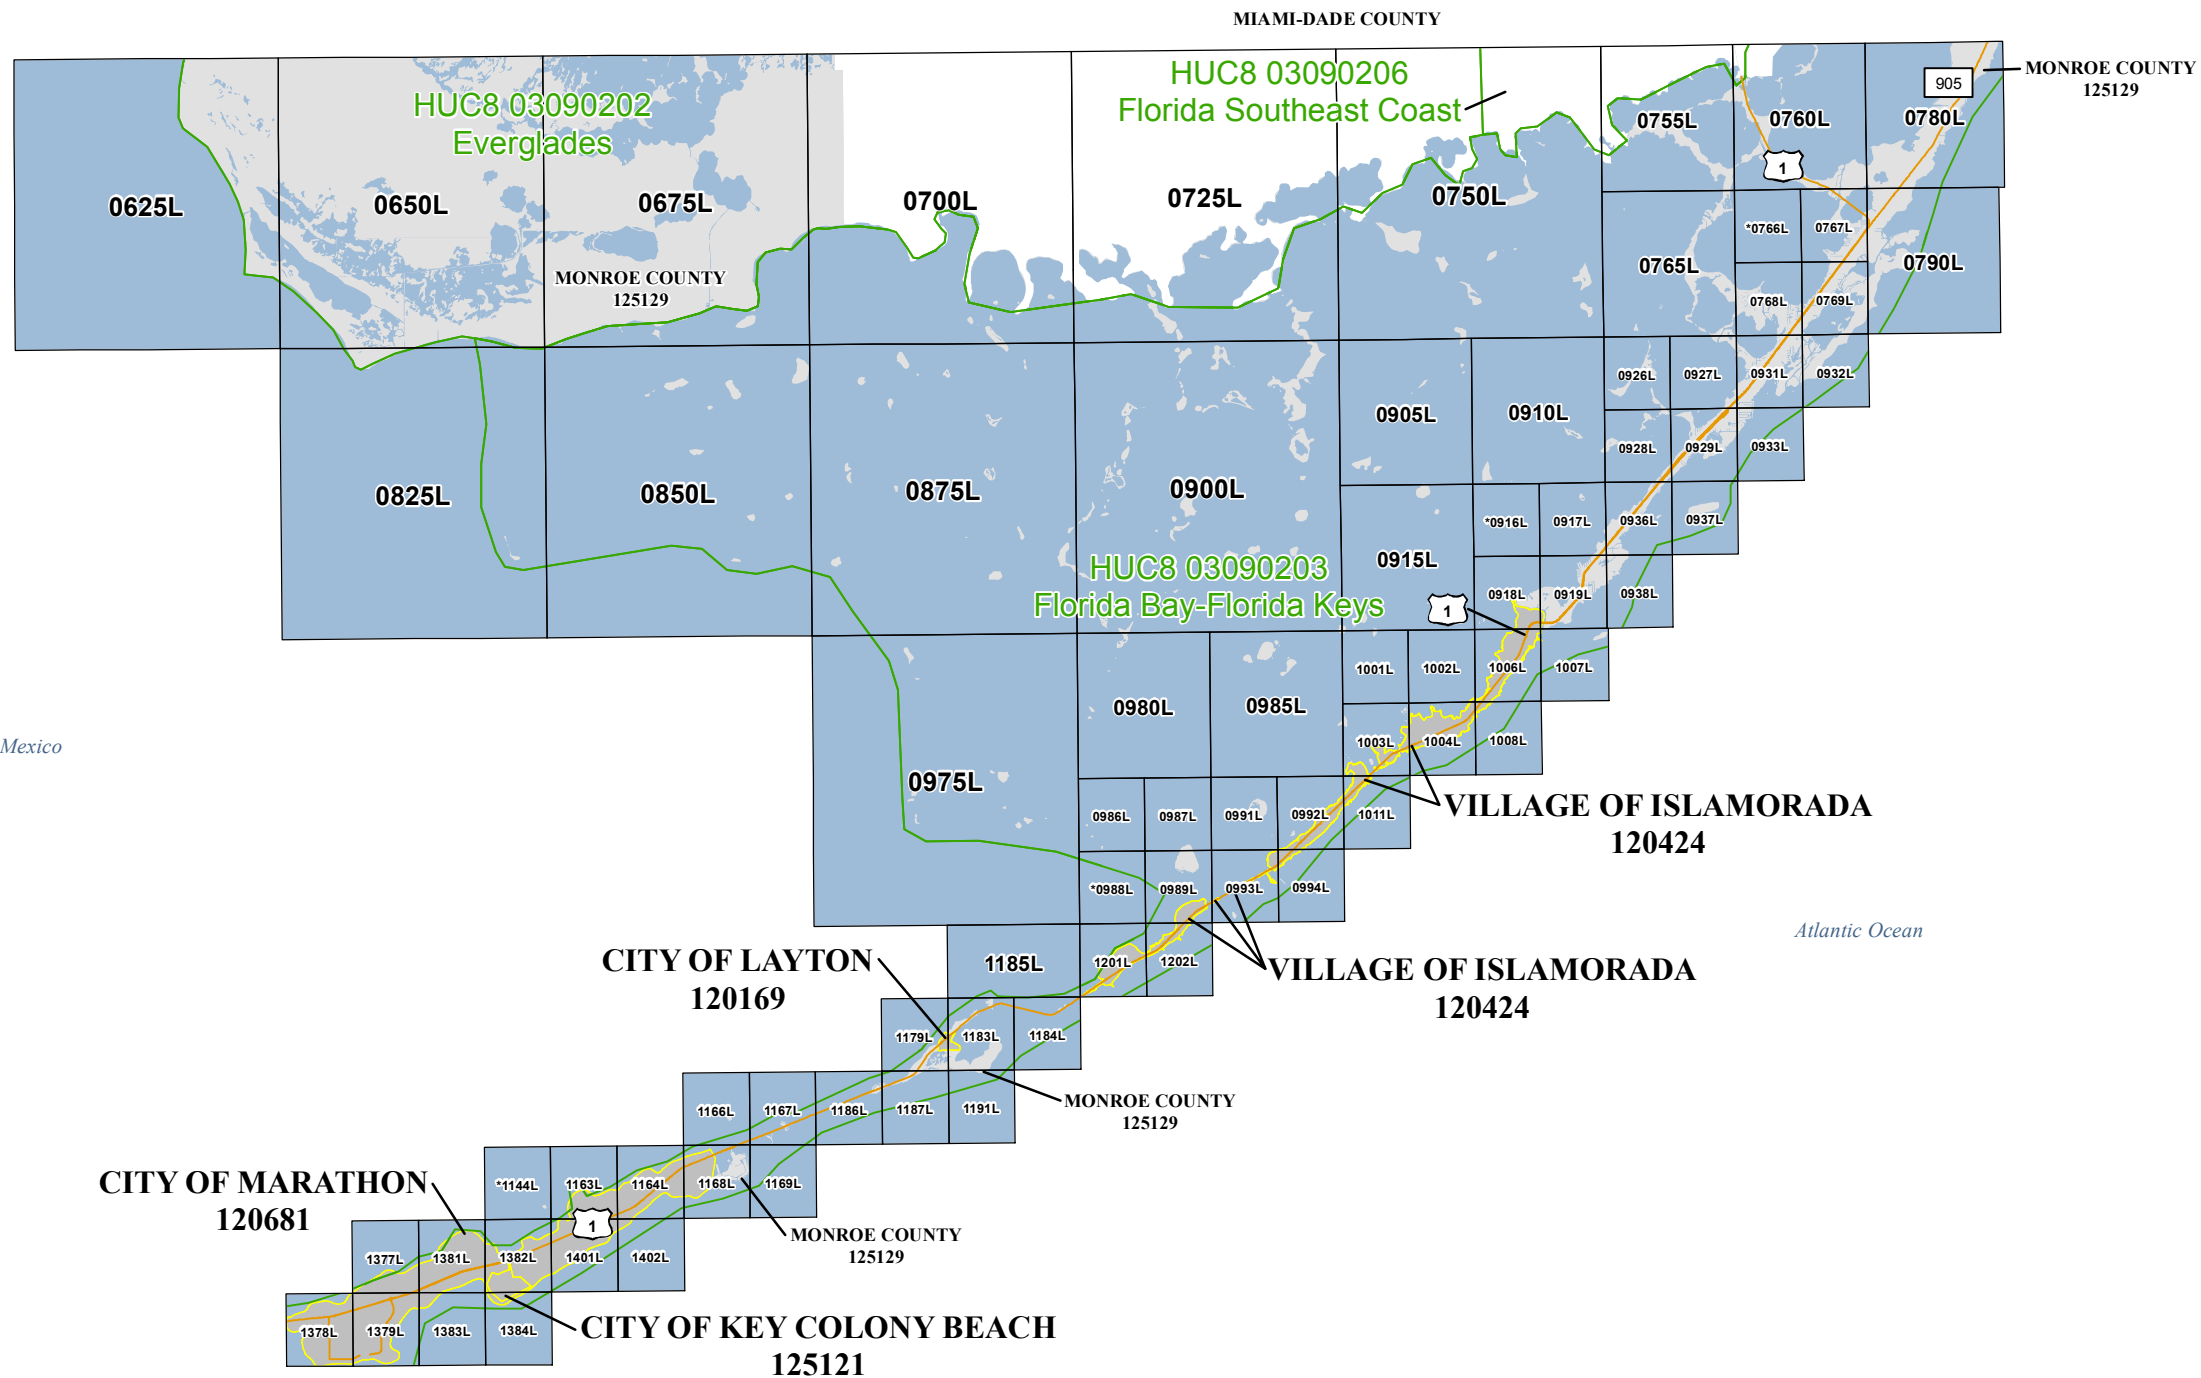 MIAMI-DADE COUNTY
HUC8 03090206
Florida Southeast Coast
HUC8 03090202
Everglades
905
MONROE COUNTY
125129
0755L
0760L
0780L
1
0625L
0650L
0675L
0700L
0725L
0750L
*0766L
0767L
0765L
0790L
0768L
0769L
MONROE COUNTY
125129
0926L
0927L
0931L
0932L
0905L
0910L
0928L
0929L
0933L
0825L
0850L
0875L
0900L
*0916L
0917L
0936L
0937L
0915L
HUC8 03090203
Florida Bay-Florida Keys
1
0918L
0919L
0938L
1001L
1002L
1006L
1007L
0980L
0985L
1003L
1004L
1008L
Mexico
0975L
0986L
0987L
0991L
0992L
1011L
VILLAGE OF ISLAMORADA
120424
*0988L
0989L
0993L
0994L
Atlantic Ocean
CITY OF LAYTON
120169
1185L
1201L
1202L
VILLAGE OF ISLAMORADA
120424
1179L
1183L
1184L
1166L
1167L
1186L
1187L
1191L
MONROE COUNTY
125129
CITY OF MARATHON
120681
*1144L
1163L
1164L
1168L
1169L
1
MONROE COUNTY
125129
1377L
1381L
1382L
1401L
1402L
1378L
1379L
1383L
1384L
CITY OF KEY COLONY BEACH
125121